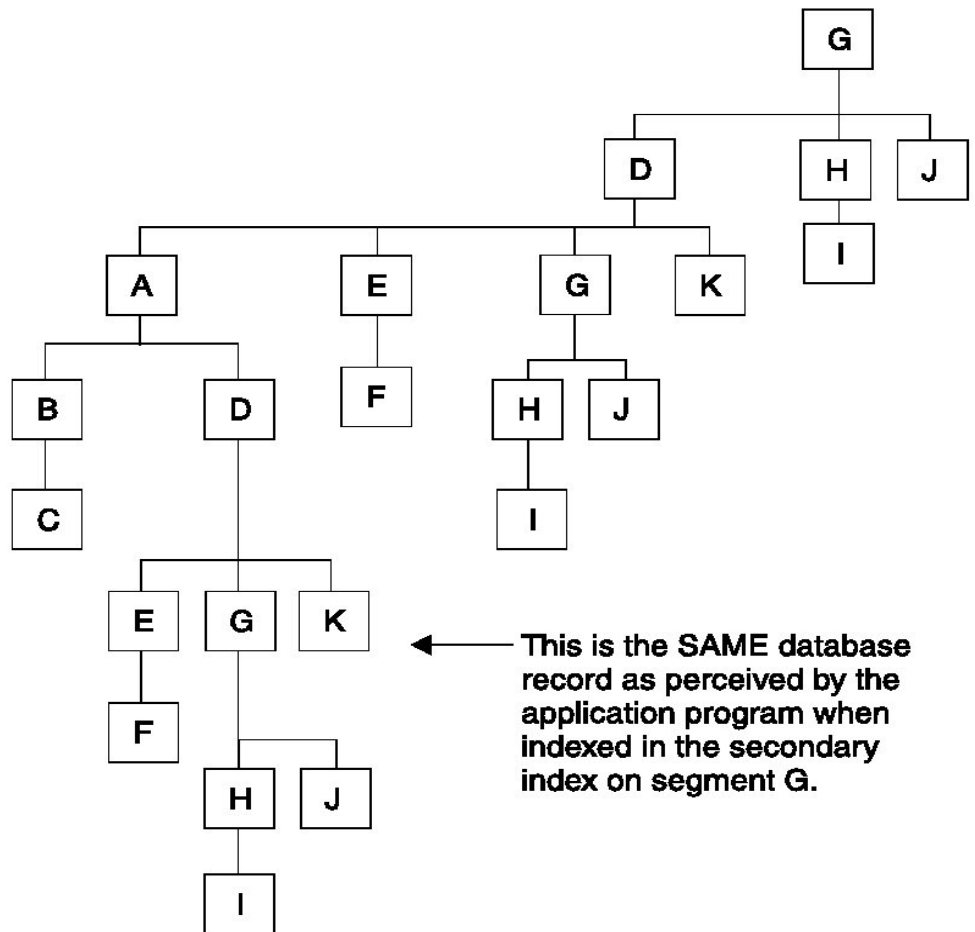 G
D H J
I
A E G K
F
B D H J
C I
E G K
This is the SAME database
record as perceived by the
application program when
indexed in the secondary
index on segment G.
F
H J
I